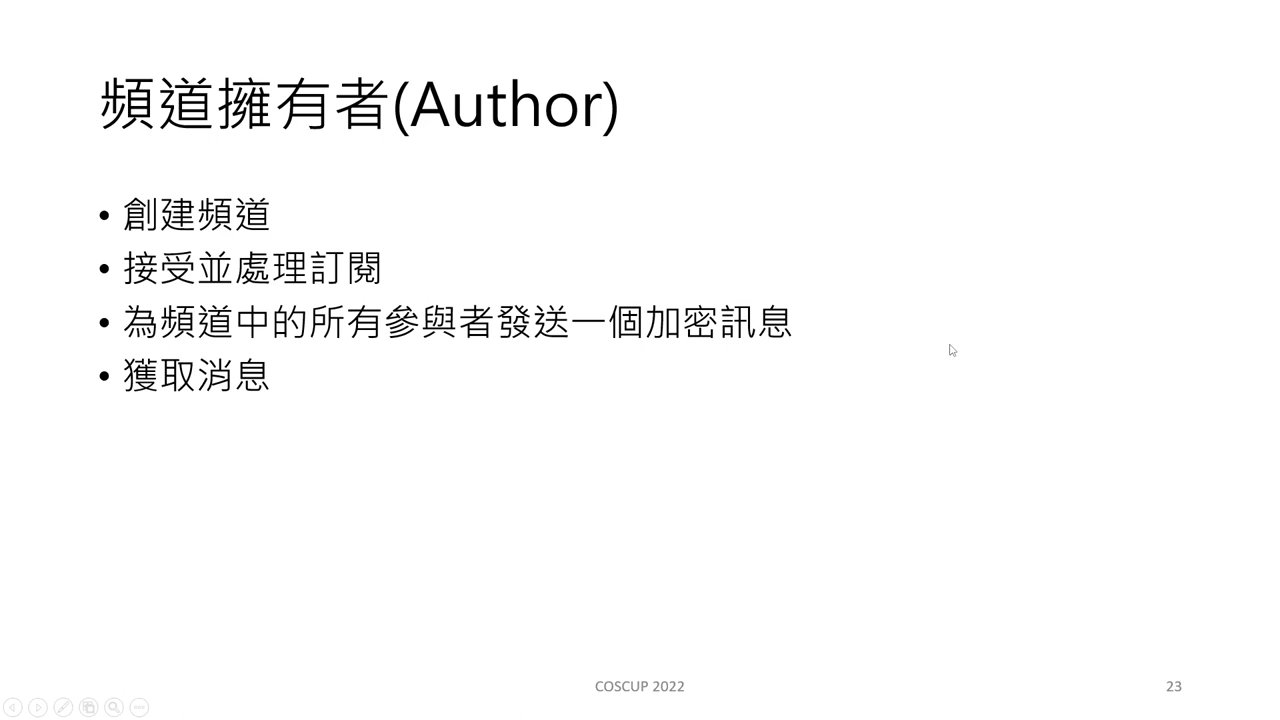 頻道擁有者(Author)
• 創建頻道
• 接受並處理訂閱
• 為頻道中的所有參與者發送一個加密訊息
• 獲取消息
COSCUP 2022
23